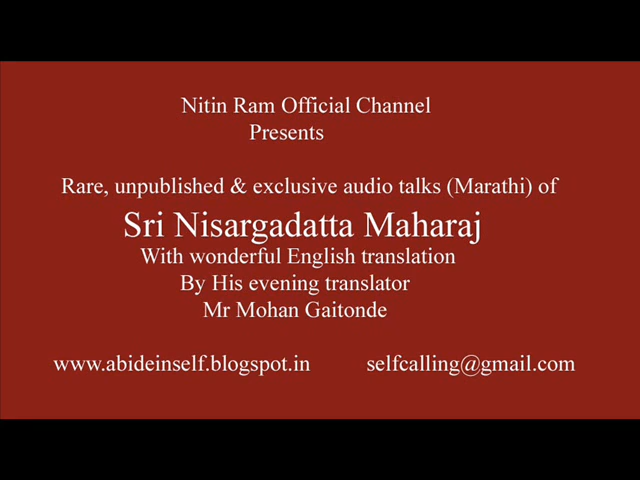 Nitin Ram Official Channel
Presents
Rare, unpublished & exclusive audio talks (Marathi) of
Sri Nisargadatta Maharaj
With wonderful English translation
By His evening translator
Mr Mohan Gaitonde
www.abideinself.blogspot.in selfcalling@gmail.com